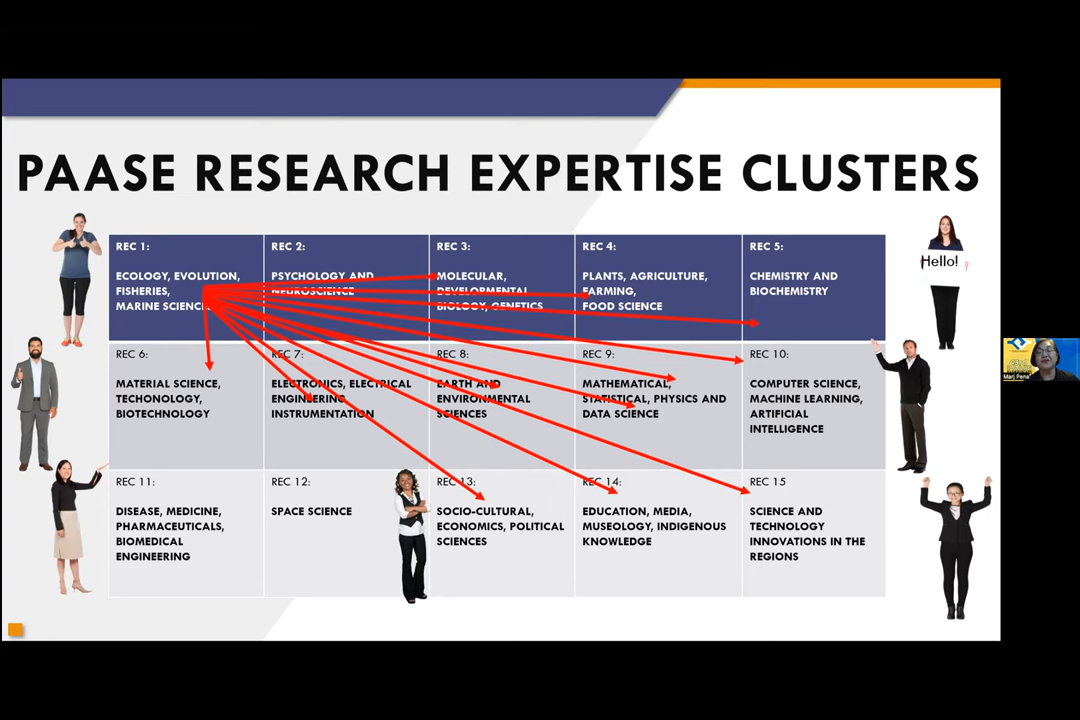 PAASE RESEARCH EXPERTISE CLUSTERS
REC 1:
ECOLOGY, EVOLUTION,
FISHERIES,
MARINE SCIENCE
REC 2:
PSYCHOLOGY AND
NEUROSCIENCE
REC 3:
MOLECULAR,
DEVELOPMENTAL
BIOLOGY, GENETICS
REC 4:
PLANTS, AGRICULTURE,
FARMING,
FOOD SCIENCE
REC 5:
CHEMISTRY AND
BIOCHEMISTRY
Hello!
REC 6:
MATERIAL SCIENCE,
TECHONOLOGY,
BIOTECHNOLOGY
REC 7:
ELECTRONICS, ELECTRICAL
ENGINEERING,
INSTRUMENTATION
REC 8:
EARTH AND
ENVIRONMENTAL
SCIENCES
REC 9:
MATHEMATICAL,
STATISTICAL, PHYSICS AND
DATA SCIENCE
REC 10:
COMPUTER SCIENCE,
MACHINE LEARNING,
ARTIFICIAL
INTELLIGENCE
REC 11:
DISEASE, MEDICINE,
PHARMACEUTICALS,
BIOMEDICAL
ENGINEERING
REC 12:
SPACE SCIENCE
REC 13:
SOCIO-CULTURAL,
ECONOMICS, POLITICAL
SCIENCES
REC 14:
EDUCATION, MEDIA,
MUSEOLOGY, INDIGENOUS
KNOWLEDGE
REC 15
SCIENCE AND
TECHNOLOGY
INNOVATIONS IN THE
REGIONS
Marj Pena